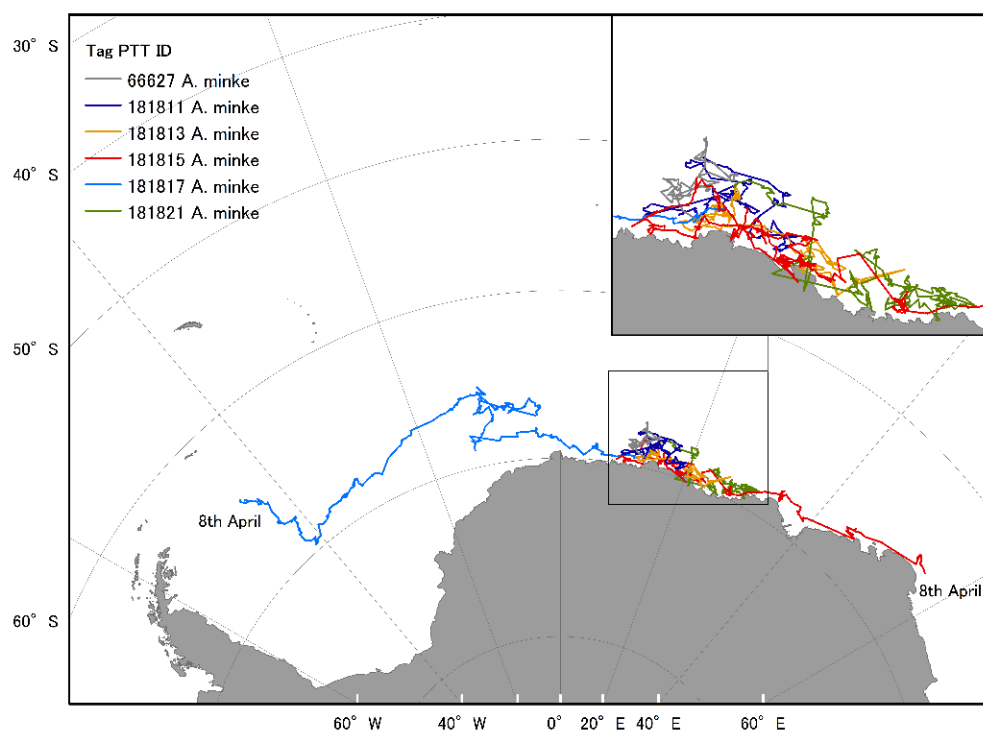 30° S
Tag PTT ID
66627 A. minke
181811 A. minke
181813 A. minke
181815 A. minke
181817 A. minke
181821 A. minke
40° S
50° S
8th April
8th April
60° S
60° W 40° W 0° 20° E 40° E 60° E